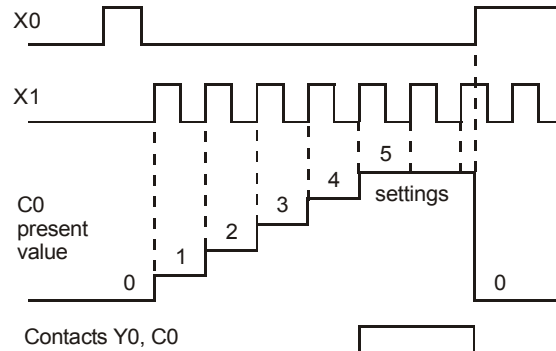 X0
X1
5
4
settings
3
C0
present
value
2
1
0
0
Contacts Y0, C0